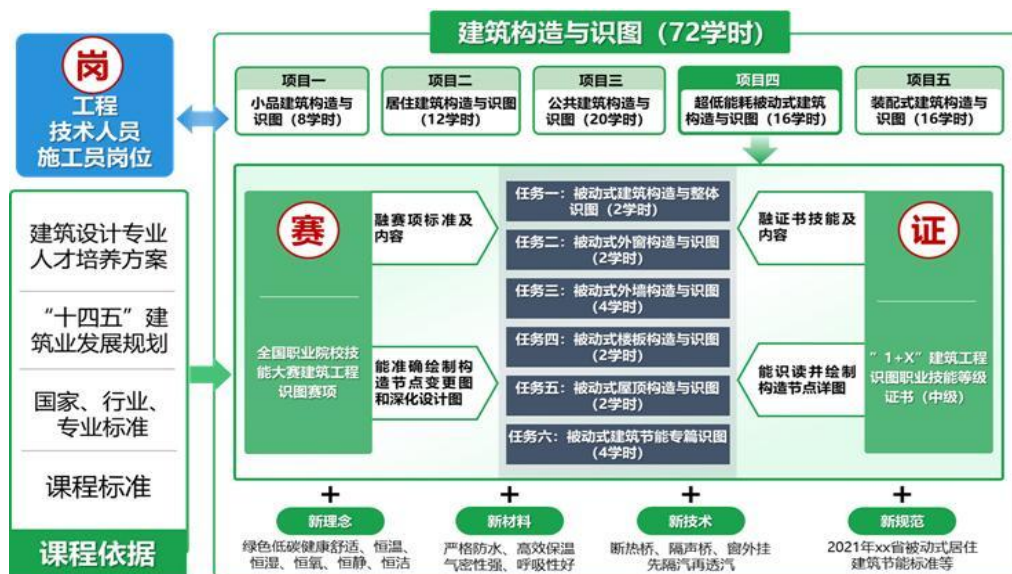 建筑构造与识图（72学时）
岗
工程
技术人员
施工员岗位
项目一
小品建筑构造与
识图（8学时）
项目二
居住建筑构造与识图
（12学时）
项目三
公共建筑构造与
识图（20学时）
项目四
超低能耗被动式建筑
构造与识图（16学时）
项目五
装配式建筑构造与
识图（16学时）
建筑设计专业
人才培养方案
“十四五”建
筑业发展规划
国家、行业、
专业标准
课程标准
课程依据
赛
全国职业院校技
能大赛建筑工程
识图赛项
融赛项标准及
内容
能准确绘制构
造节点变更图
和深化设计图
任务一：被动式建筑构造与整体
识图（2学时）
任务二：被动式外窗构造与识图
（2学时）
任务三：被动式外墙构造与识图
（4学时）
任务四：被动式楼板构造与识图
（2学时）
任务五：被动式屋顶构造与识图
（2学时）
任务六：被动式建筑节能专篇识图
（4学时）
融证书技能及
内容
能识读并绘制
构造节点详图
证
”1+X”建筑工程
识图职业技能等级
证书（中级）
+
新理念
绿色低碳健康舒适、恒温、
恒湿、恒氧、恒静、恒洁
+
新材料
严格防水、高效保温
气密性强、呼吸性好
+
新技术
断热桥、隔声桥、窗外挂
先隔汽再透汽
+
新规范
2021年xx省被动式居住
建筑节能标准等